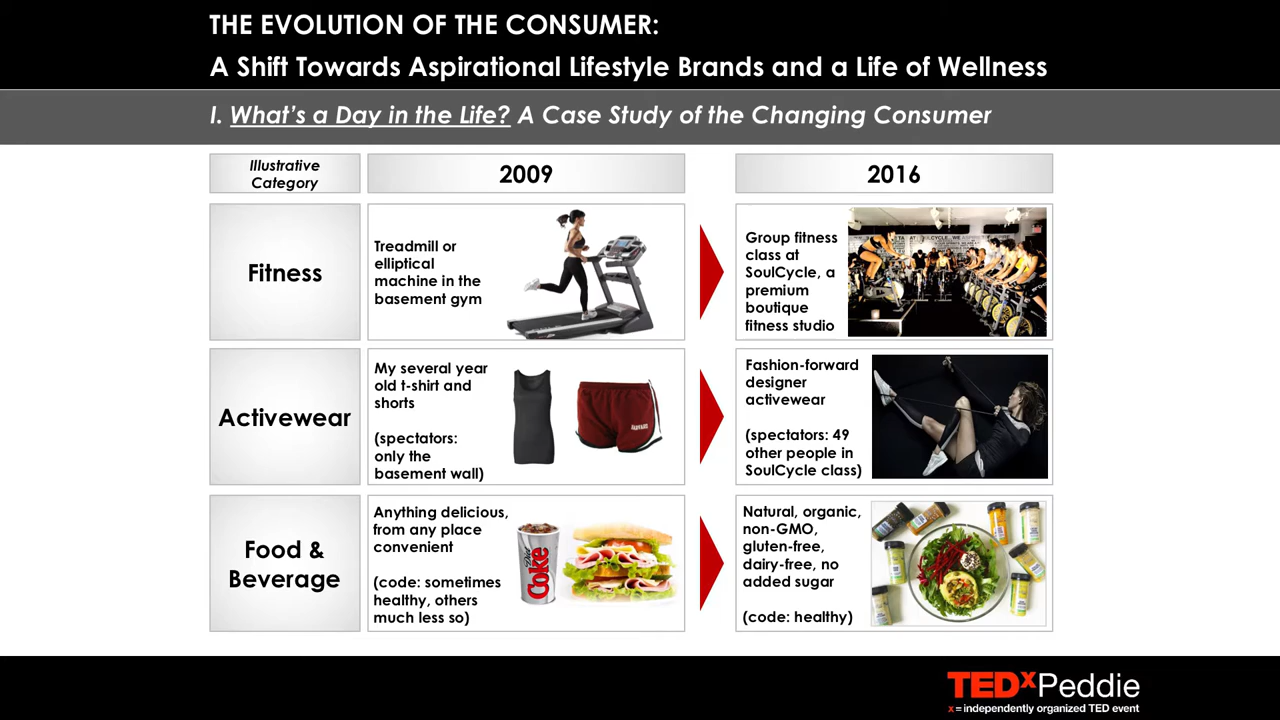 THE EVOLUTION OF THE CONSUMER:
A Shift Towards Aspirational Lifestyle Brands and a Life of Wellness
I. What's a Day in the Life? A Case Study of the Changing Consumer
Illustrative
Category
2009
2016
Fitness
Treadmill or
elliptical
machine in the
basement gym
Group fitness
class at
SoulCycle, a
premium
boutique
fitness studio
Activewear
My several year
old t-shirt and
shorts
(spectators:
only the
basement wall)
HARVARD
Fashion-forward
designer
activewear
(spectators: 49
other people in
SoulCycle class)
Food &
Beverage
Anything delicious,
from any place
convenient
(code: sometimes
healthy, others
much less so)
Diet
Coke
Natural, organic,
non-GMO,
gluten-free,
dairy-free, no
added sugar
(code: healthy)
TEDxPeddie
x = independently organized TED event